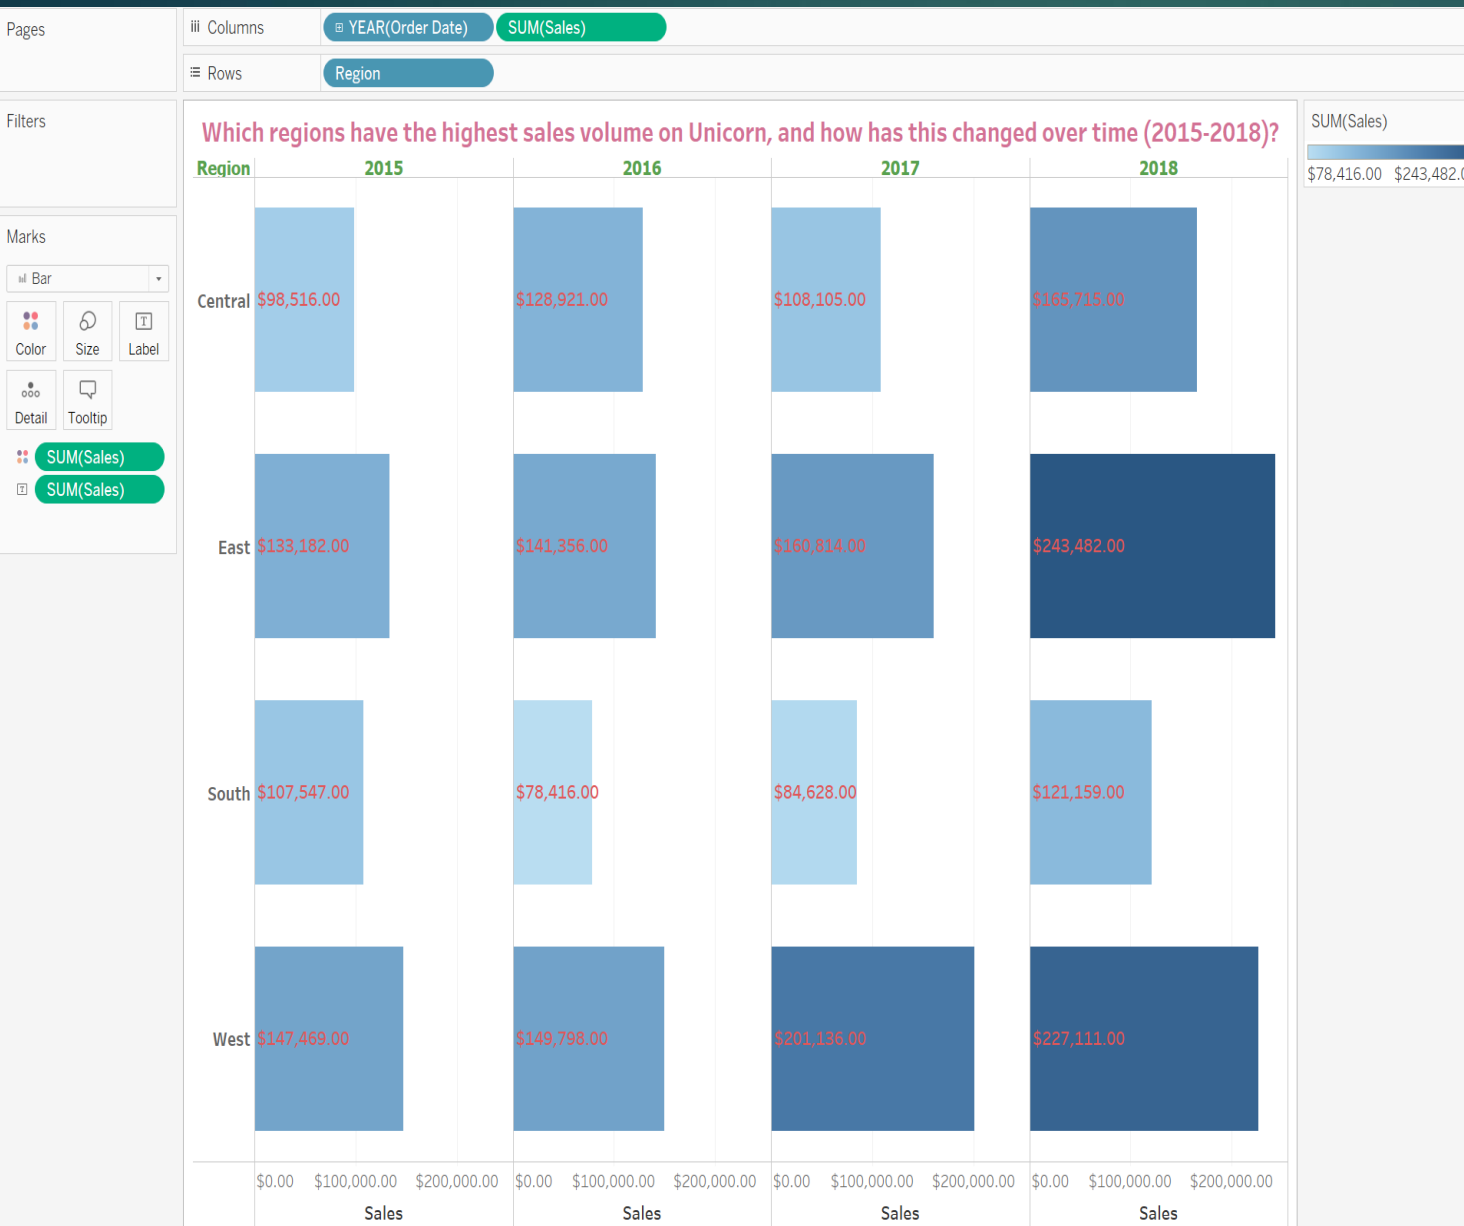 Pages
Columns
YEAR(Order Date)
SUM(Sales)
Rows
Region
Filters
Marks
Bar
Color
Size
Label
Detail
Tooltip
SUM(Sales)
SUM(Sales)
Which regions have the highest sales volume on Unicorn, and how has this changed over time (2015-2018)?
Region 2015 2016 2017 2018
Central $98,516.00 $128,921.00 $108,105.00 $165,715.00
East $133,182.00 $141,356.00 $160,814.00 $243,482.00
South $107,547.00 $78,416.00 $84,628.00 $121,159.00
West $147,469.00 $149,798.00 $201,136.00 $227,111.00
$0.00 $100,000.00 $200,000.00 $0.00 $100,000.00 $200,000.00 $0.00 $100,000.00 $200,000.00 $0.00 $100,000.00 $200,000.00
Sales Sales Sales Sales
SUM(Sales)
$78,416.00 $243,482.0